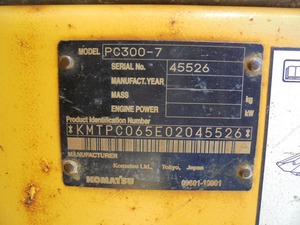 MODEL PC300-7
SERIAL No. 45526
MANUFACT. YEAR
MASS kg
ENGINE POWER kW
Product Identification Number
*KMTPC065E02045526*
MANUFACTURER
Komatsu Ltd., Tokyo, Japan
KOMATSU 09601-10001